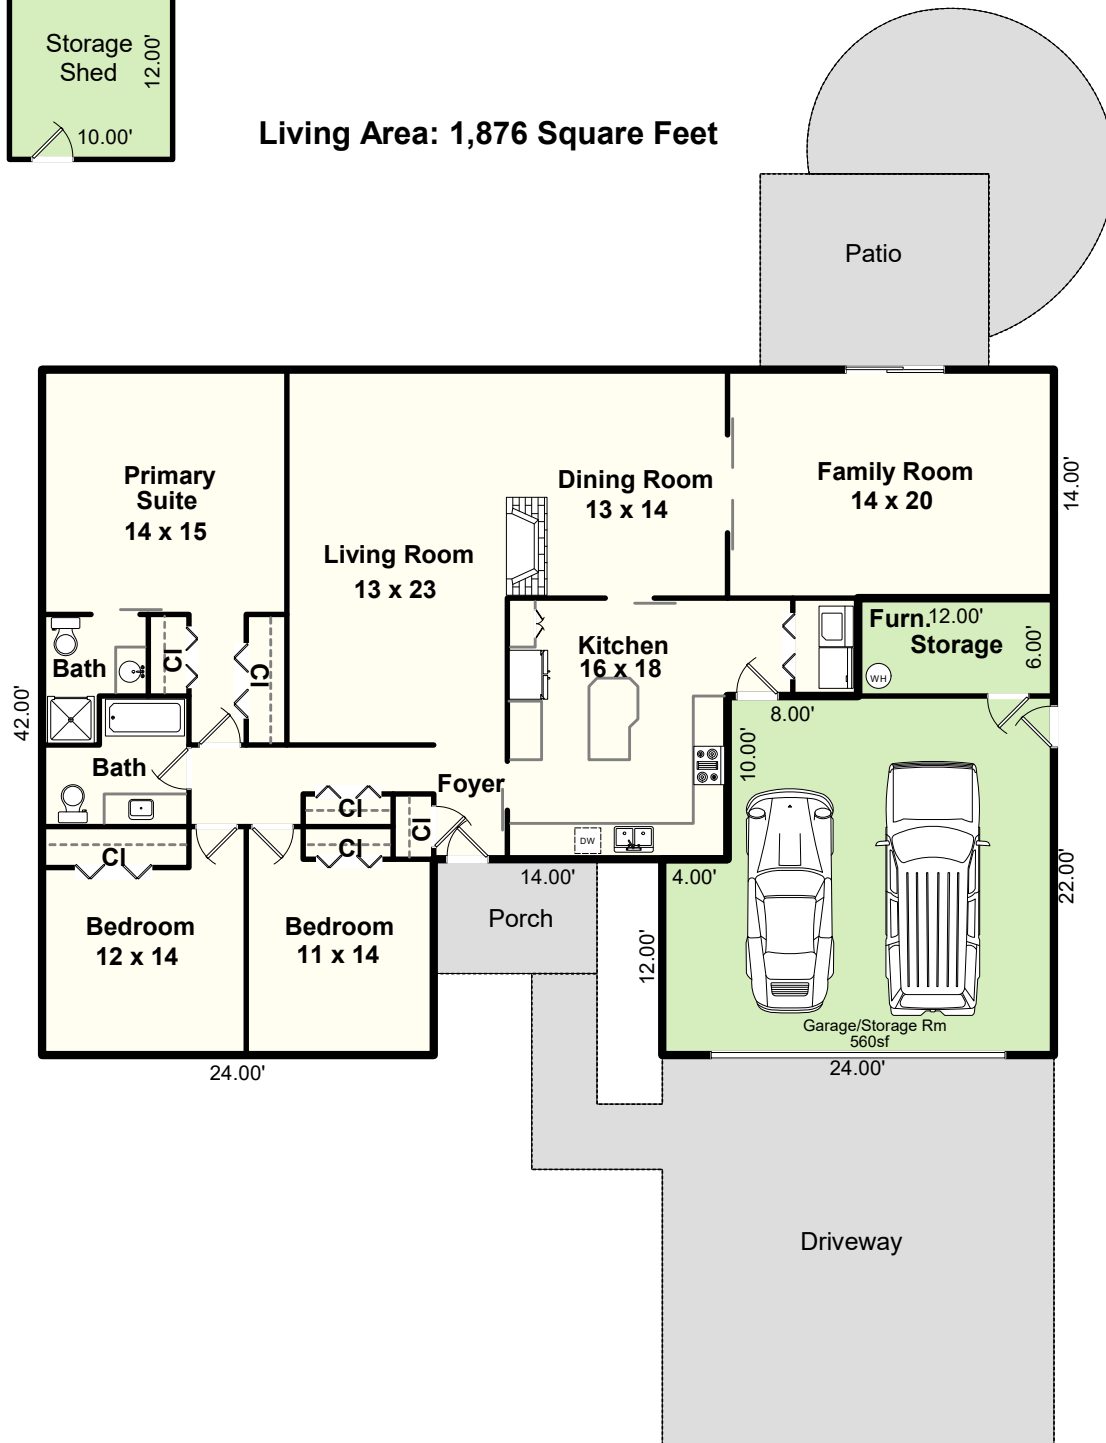 Storage
Shed
12.00'
10.00'
Living Area: 1,876 Square Feet
Patio
Primary
Suite
14 x 15
Living Room
13 x 23
Dining Room
13 x 14
Family Room
14 x 20
14.00'
Furn.
12.00'
Storage
6.00'
WH
Kitchen
16 x 18
Bath
Cl
Cl
42.00'
8.00'
10.00'
Bath
Foyer
Cl
Cl
Cl
Cl
DW
14.00'
4.00'
22.00'
Porch
Bedroom
12 x 14
Bedroom
11 x 14
12.00'
Garage/Storage Rm
560sf
24.00'
24.00'
Driveway